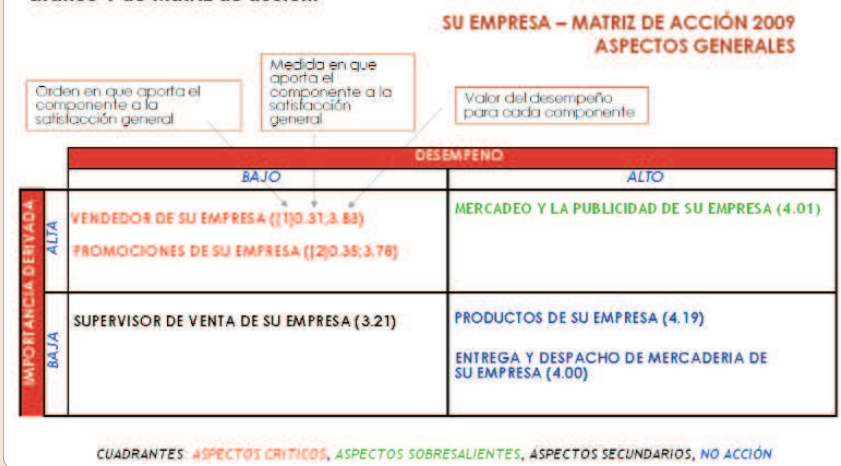 SU EMPRESA – MATRIZ DE ACCIÓN 2009
ASPECTOS GENERALES
Orden en que aporta el
componente a la
satisfacción general
Medida en que
aporta el
componente a la
satisfacción
general
Valor del desempeño
para cada componente
DESEMPENO
BAJO
ALTO
IMPORTANCIA DERIVADA
ALTA
VENDEDOR DE SU EMPRESA ([1]0.31;3.83)
PROMOCIONES DE SU EMPRESA ([2]0.35;3.78)
MERCADEO Y LA PUBLICIDAD DE SU EMPRESA (4.01)
BAJA
SUPERVISOR DE VENTA DE SU EMPRESA (3.21)
PRODUCTOS DE SU EMPRESA (4.19)
ENTREGA Y DESPACHO DE MERCADERIA DE
SU EMPRESA (4.00)
CUADRANTES: ASPECTOS CRITICOS, ASPECTOS SOBRESALIENTES, ASPECTOS SECUNDARIOS, NO ACCIÓN